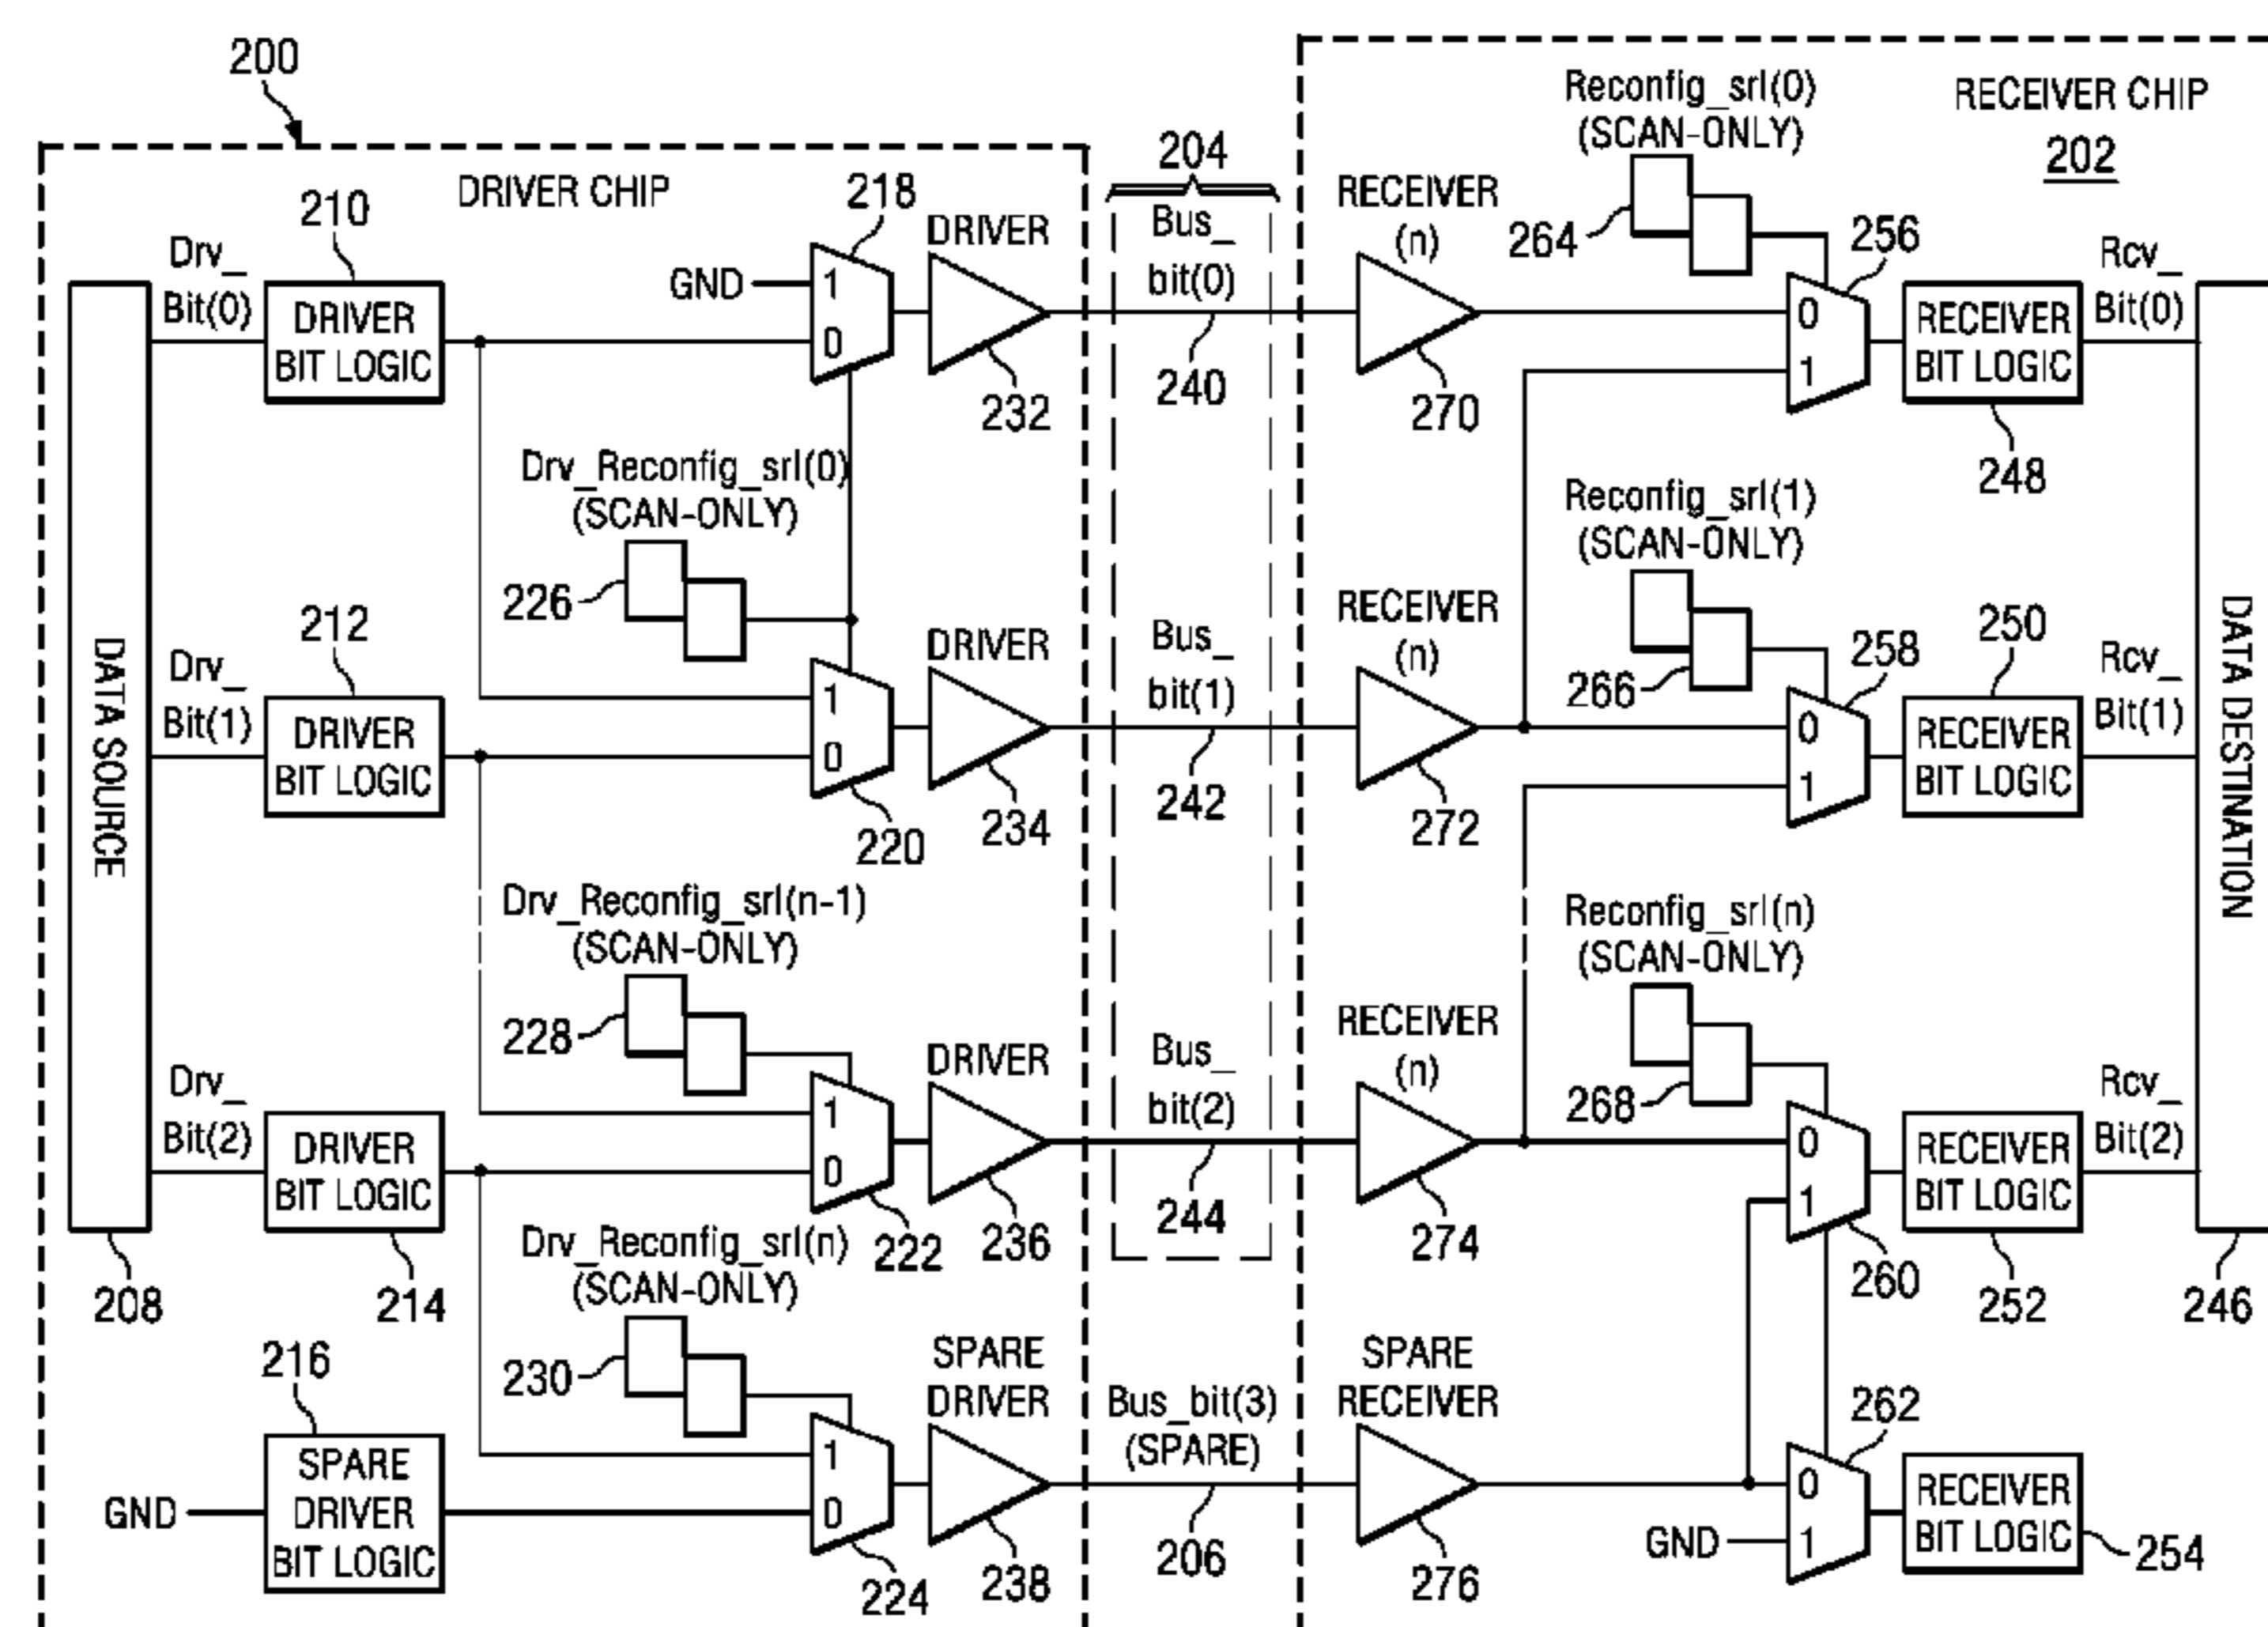 200
DRIVER CHIP
Drv_
Bit(0)
210
DRIVER
BIT LOGIC
GND
1
0
218
DRIVER
232
Drv_Reconfig_srl(0)
(SCAN-ONLY)
226
DATA SOURCE
208
Drv_
Bit(1)
212
DRIVER
BIT LOGIC
1
0
220
DRIVER
234
Drv_Reconfig_srl(n-1)
(SCAN-ONLY)
228
Drv_
Bit(2)
DRIVER
BIT LOGIC
214
1
0
222
DRIVER
236
Drv_Reconfig_srl(n)
(SCAN-ONLY)
230
216
GND
SPARE
DRIVER
BIT LOGIC
1
0
224
SPARE
DRIVER
238
204
Bus_
bit(0)
240
Bus_
bit(1)
242
Bus_
bit(2)
244
Bus_bit(3)
(SPARE)
206
RECEIVER CHIP
202
RECEIVER
(n)
270
Reconfig_srl(0)
(SCAN-ONLY)
264
256
0
1
RECEIVER
BIT LOGIC
248
Rcv_
Bit(0)
RECEIVER
(n)
272
Reconfig_srl(1)
(SCAN-ONLY)
266
258
0
1
250
RECEIVER
BIT LOGIC
Rcv_
Bit(1)
DATA DESTINATION
246
RECEIVER
(n)
274
Reconfig_srl(n)
(SCAN-ONLY)
268
0
1
260
RECEIVER
BIT LOGIC
252
Rcv_
Bit(2)
SPARE
RECEIVER
276
262
0
GND
1
RECEIVER
BIT LOGIC
254